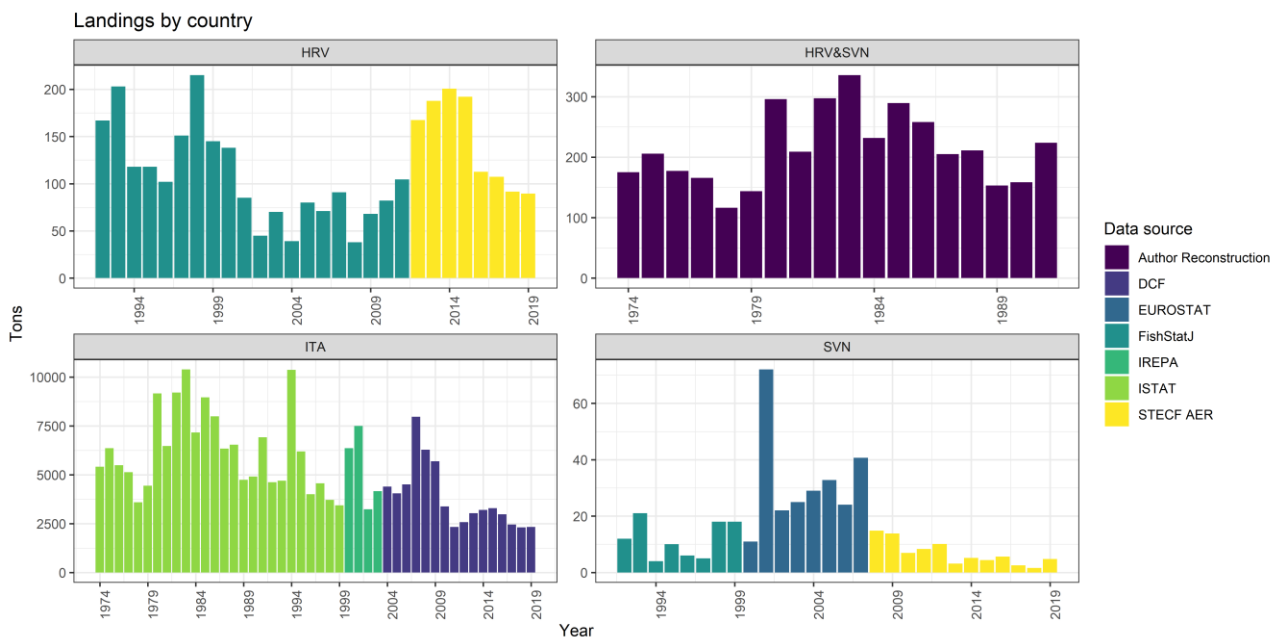 Landings by country
HRV
HRV&SVN
200
150
100
50
0
1994
1999
2004
2009
2014
2019
300
200
100
0
1974
1979
1984
1989
Tons
ITA
SVN
10000
7500
5000
2500
0
1974
1979
1984
1989
1994
1999
2004
2009
2014
2019
60
40
20
0
1994
1999
2004
2009
2014
2019
Year
Data source
Author Reconstruction
DCF
EUROSTAT
FishStatJ
IREPA
ISTAT
STECF AER